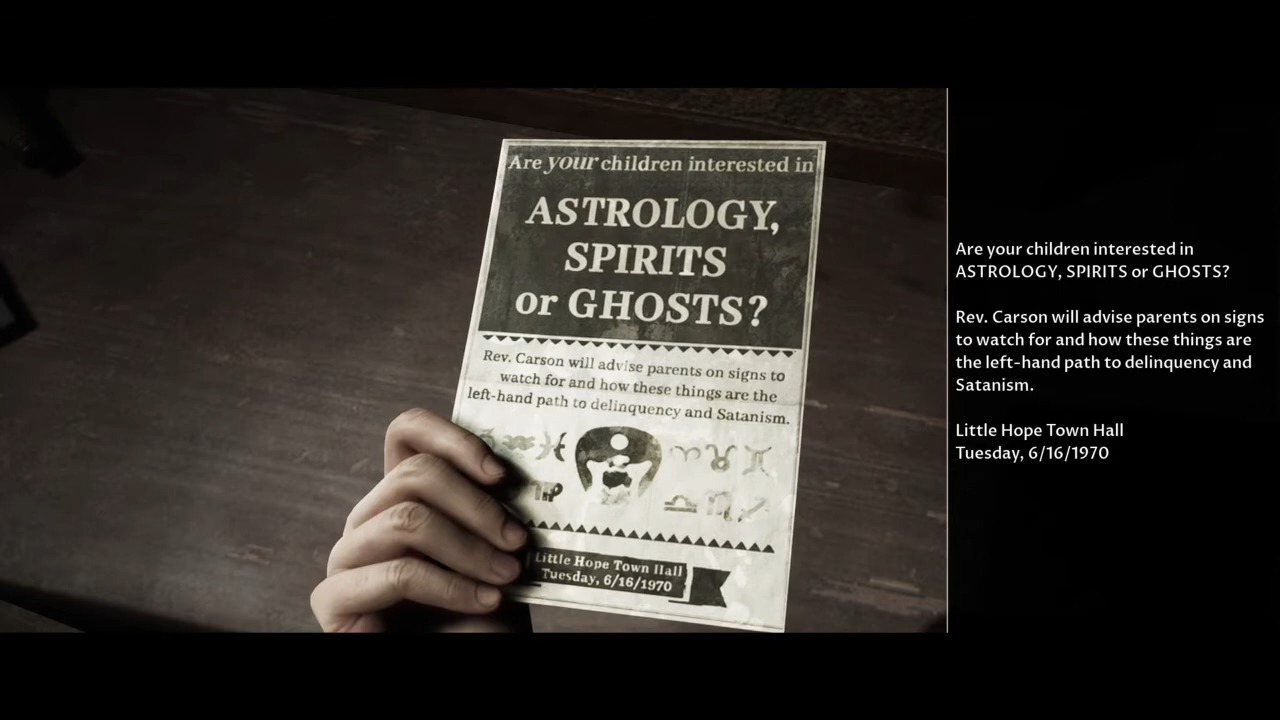 Are your children interested in
ASTROLOGY,
SPIRITS
or GHOSTS?
Rev. Carson will advise parents on signs to
watch for and how these things are the
left-hand path to delinquency and Satanism.
Little Hope Town Hall
Tuesday, 6/16/1970
Are your children interested in
ASTROLOGY, SPIRITS or GHOSTS?
Rev. Carson will advise parents on signs
to watch for and how these things are
the left-hand path to delinquency and
Satanism.
Little Hope Town Hall
Tuesday, 6/16/1970